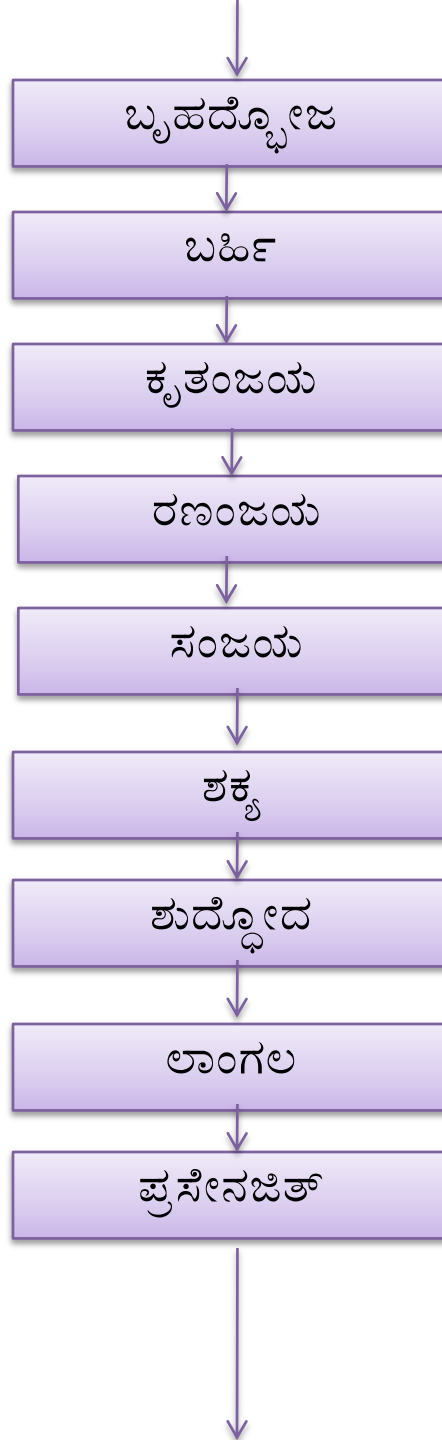 ಬೃಹದ್ಭೋಜ
ಬರ್ಹಿ
ಕೃತಂಜಯ
ರಣಂಜಯ
ಸಂಜಯ
ಶಕ್ಯ
ಶುದ್ಧೋದ
ಲಾಂಗಲ
ಪ್ರಸೇನಜಿತ್